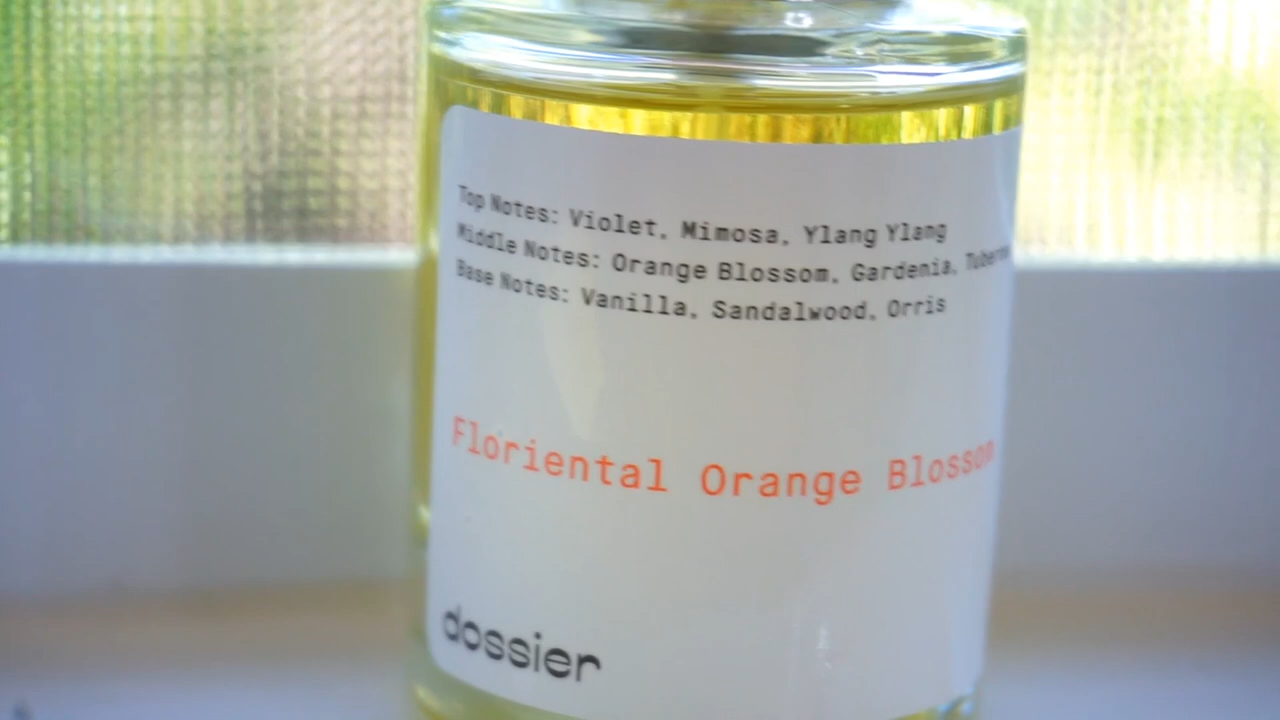 Top Notes: Violet, Mimosa, Ylang Ylang
Middle Notes: Orange Blossom, Gardenia,
Base Notes: Vanilla, Sandalwood, Orris
Floriental Orange Blossom
dossier